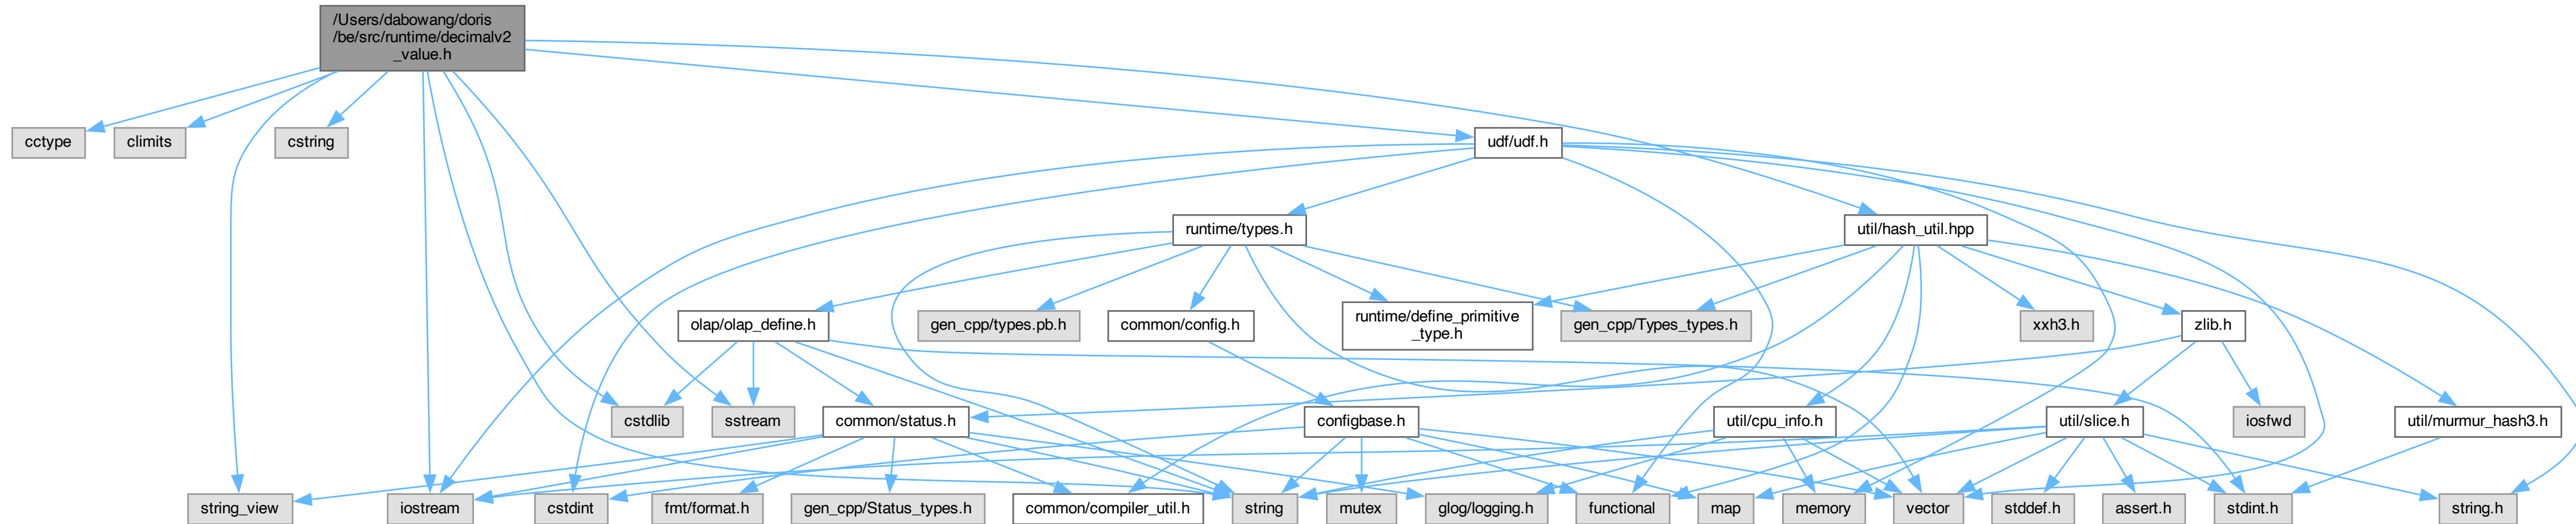 /Users/dabowang/doris
/be/src/runtime/decimalv2
_value.h
cctype
climits
cstring
udf/udf.h
runtime/types.h
util/hash_util.hpp
olap/olap_define.h
gen_cpp/types.pb.h
common/config.h
runtime/define_primitive
_type.h
gen_cpp/Types_types.h
xxh3.h
zlib.h
cstdlib
sstream
common/status.h
configbase.h
util/cpu_info.h
util/slice.h
iosfwd
util/murmur_hash3.h
string_view
iostream
cstdint
fmt/format.h
gen_cpp/Status_types.h
common/compiler_util.h
string
mutex
glog/logging.h
functional
map
memory
vector
stddef.h
assert.h
stdint.h
string.h